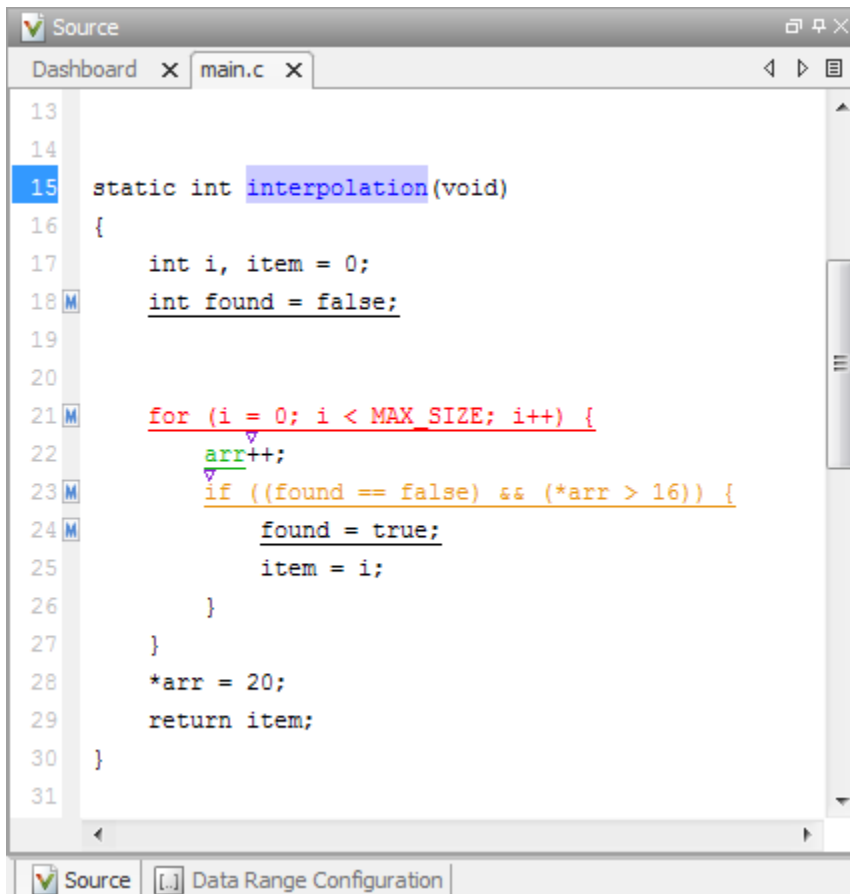 Source
Dashboard main.c
13
14
15 static int interpolation(void)
16 {
17 int i, item = 0;
18 M int found = false;
19
20
21 M for (i = 0; i < MAX_SIZE; i++) {
22 arr++;
23 M if ((found == false) && (*arr > 16)) {
24 M found = true;
25 item = i;
26 }
27 }
28 *arr = 20;
29 return item;
30 }
31
Source [..] Data Range Configuration